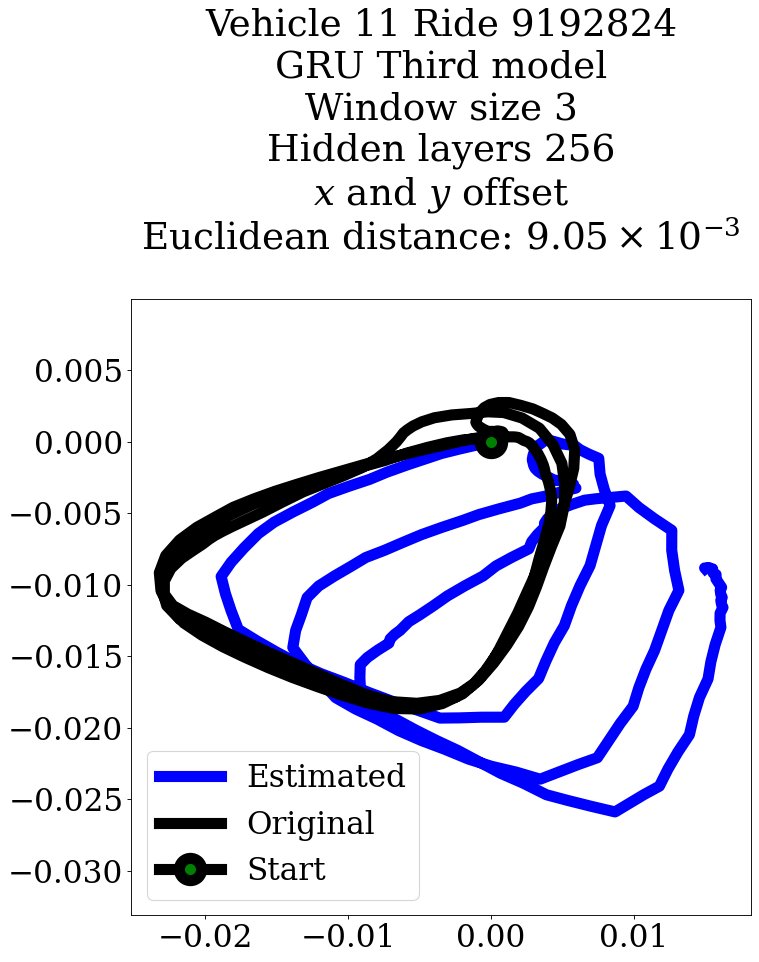 Vehicle 11 Ride 9192824
GRU Third model
Window size 3
Hidden layers 256
x and y offset
Euclidean distance: 9.05 × 10⁻³
0.005
0.000
−0.005
−0.010
−0.015
−0.020
−0.025
−0.030
Estimated
Original
Start
−0.02 −0.01 0.00 0.01